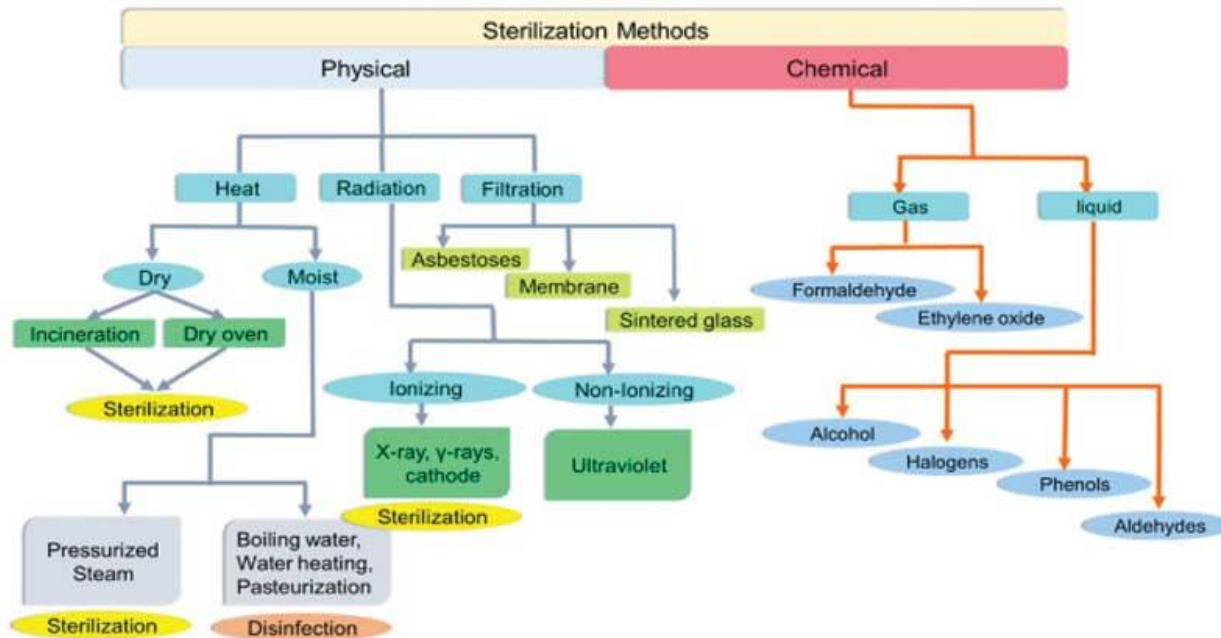 Sterilization Methods
Physical
Chemical
Heat
Radiation
Filtration
Gas
liquid
Asbestoses
Membrane
Sintered glass
Dry
Moist
Formaldehyde
Ethylene oxide
Incineration
Dry oven
Sterilization
Ionizing
Non-Ionizing
X-ray, γ-rays,
cathode
Sterilization
Ultraviolet
Alcohol
Halogens
Phenols
Aldehydes
Pressurized
Steam
Sterilization
Boiling water,
Water heating,
Pasteurization
Disinfection